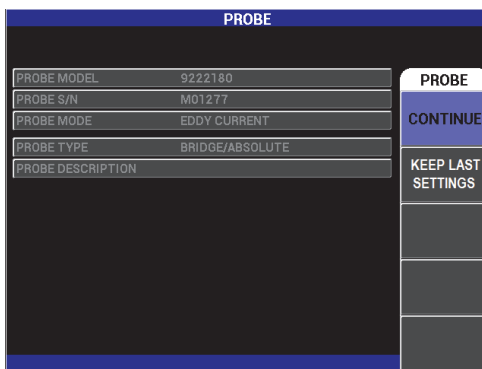 PROBE
PROBE MODEL 9222180
PROBE S/N M01277
PROBE MODE EDDY CURRENT
PROBE TYPE BRIDGE/ABSOLUTE
PROBE DESCRIPTION
PROBE
CONTINUE
KEEP LAST
SETTINGS